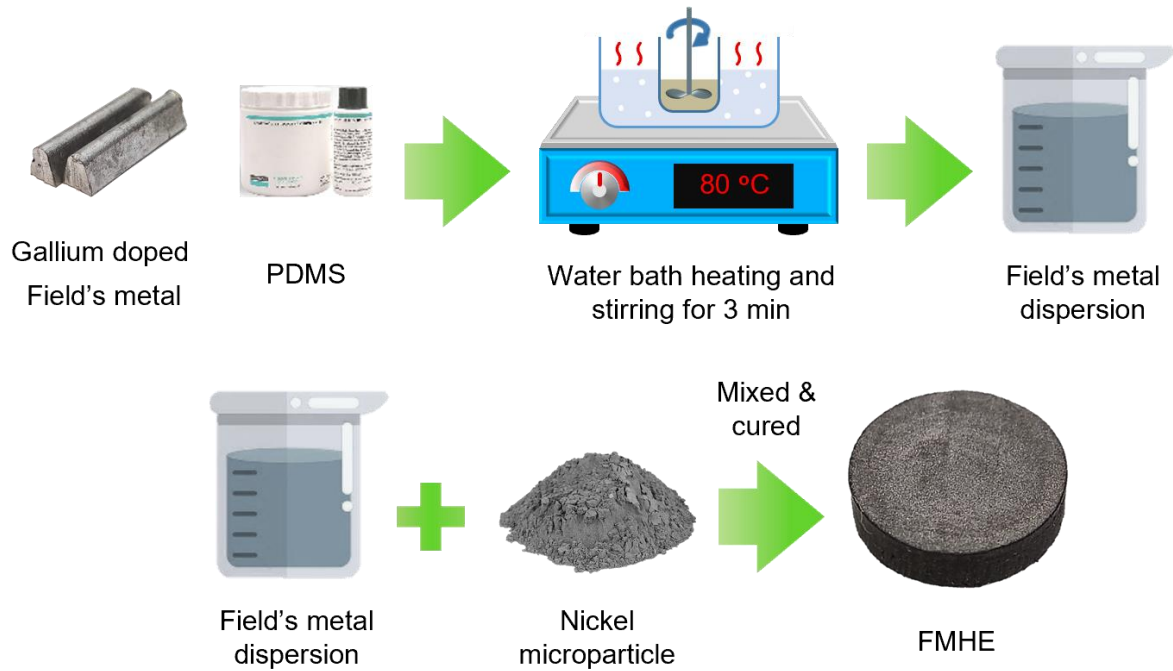 Gallium doped
Field's metal
PDMS
80 ºC
Water bath heating and
stirring for 3 min
Field's metal
dispersion
Mixed &
cured
Field's metal
dispersion
Nickel
microparticle
FMHE